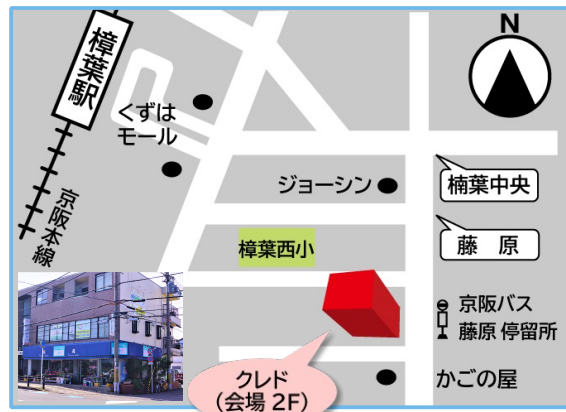 N
樟葉駅
くずは
モール
京阪本線
ジョーシン
楠葉中央
樟葉西小
藤 原
京阪バス
藤原 停留所
かごの屋
クレド
(会場 2F)